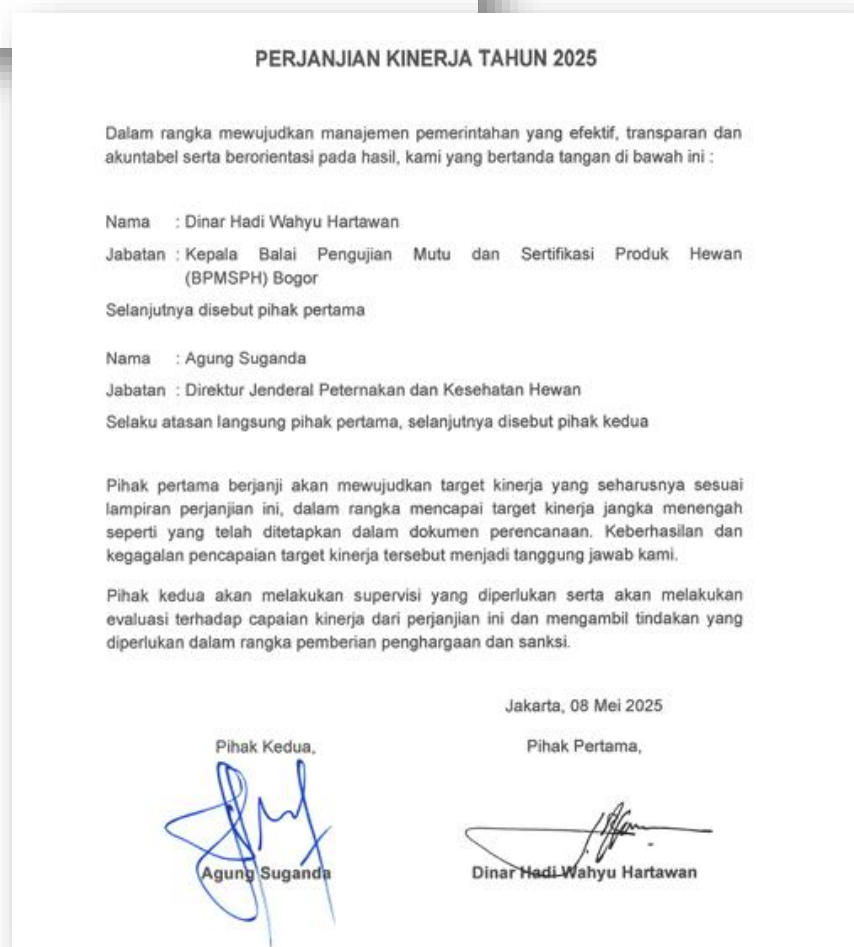 PERJANJIAN KINERJA TAHUN 2025
Dalam rangka mewujudkan manajemen pemerintahan yang efektif, transparan dan
akuntabel serta berorientasi pada hasil, kami yang bertanda tangan di bawah ini :
Nama : Dinar Hadi Wahyu Hartawan
Jabatan : Kepala Balai Pengujian Mutu dan Sertifikasi Produk Hewan
(BPMSPH) Bogor
Selanjutnya disebut pihak pertama
Nama : Agung Suganda
Jabatan : Direktur Jenderal Peternakan dan Kesehatan Hewan
Selaku atasan langsung pihak pertama, selanjutnya disebut pihak kedua
Pihak pertama berjanji akan mewujudkan target kinerja yang seharusnya sesuai
lampiran perjanjian ini, dalam rangka mencapai target kinerja jangka menengah
seperti yang telah ditetapkan dalam dokumen perencanaan. Keberhasilan dan
kegagalan pencapaian target kinerja tersebut menjadi tanggung jawab kami.
Pihak kedua akan melakukan supervisi yang diperlukan serta akan melakukan
evaluasi terhadap capaian kinerja dari perjanjian ini dan mengambil tindakan yang
diperlukan dalam rangka pemberian penghargaan dan sanksi.
Jakarta, 08 Mei 2025
Pihak Kedua, Pihak Pertama,
Agung Suganda Dinar Hadi Wahyu Hartawan